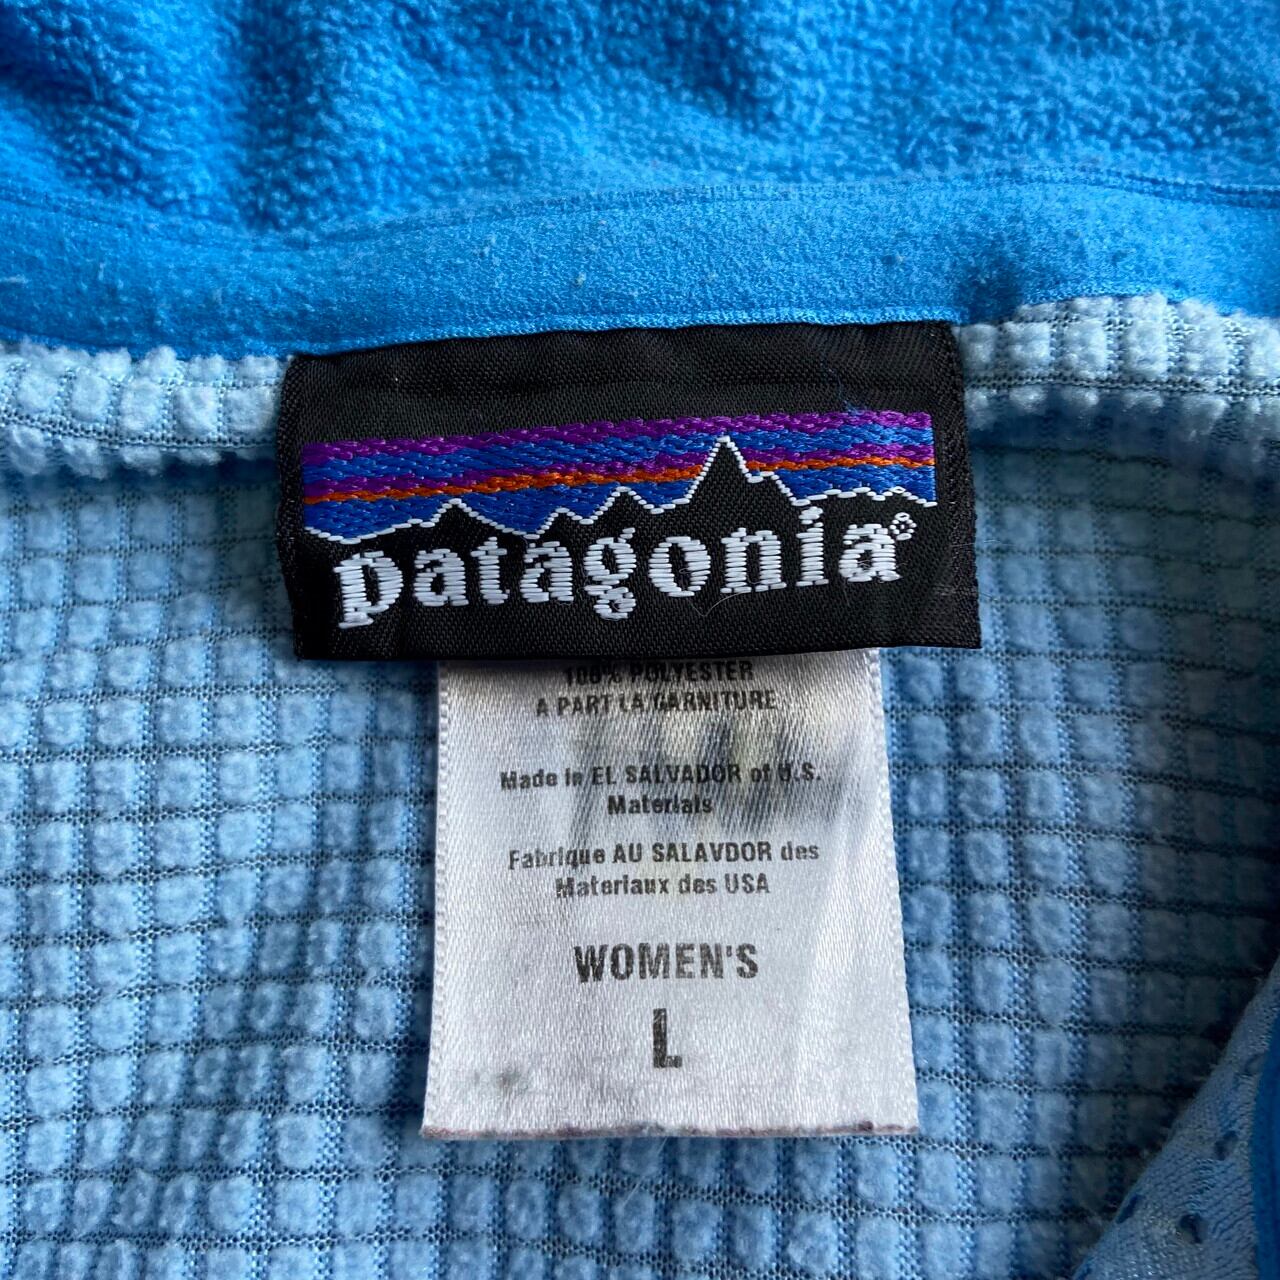 patagonia®
100% POLYESTER
A PART LA GARNITURE
Made in EL SALVADOR of U.S.
Materials
Fabrique AU SALAVDOR des
Materiaux des USA
WOMEN'S
L